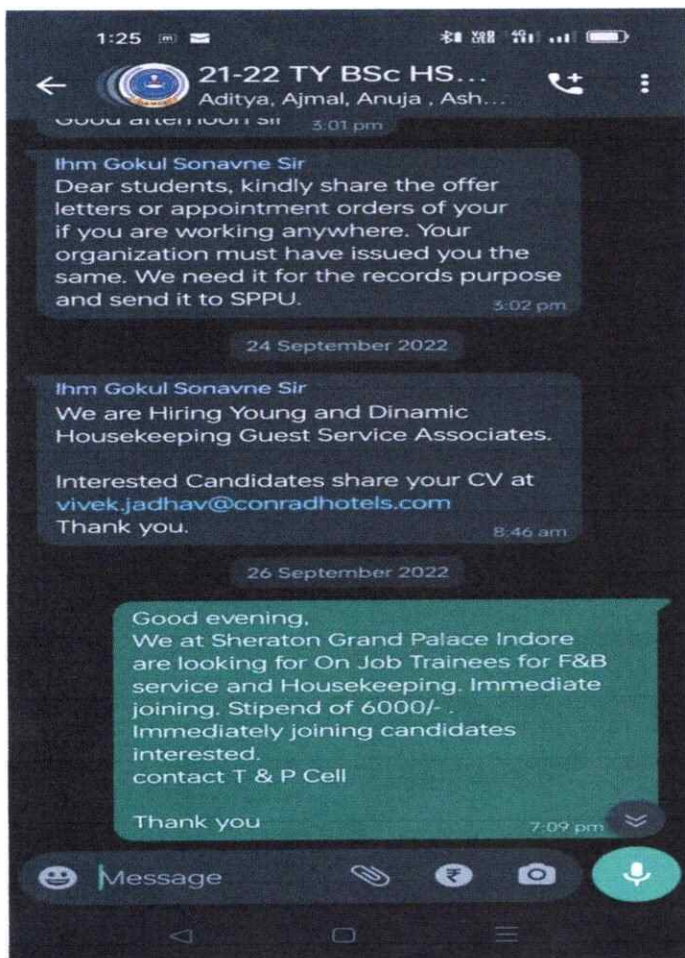 1:25
21-22 TY BSc HS...
Aditya, Ajmal, Anuja , Ash...
Good afternoon sir
3:01 pm
Ihm Gokul Sonavne Sir
Dear students, kindly share the offer
letters or appointment orders of your
if you are working anywhere. Your
organization must have issued you the
same. We need it for the records purpose
and send it to SPPU.
3:02 pm
24 September 2022
Ihm Gokul Sonavne Sir
We are Hiring Young and Dinamic
Housekeeping Guest Service Associates.
Interested Candidates share your CV at
vivek.jadhav@conradhotels.com
Thank you.
8:46 am
26 September 2022
Good evening,
We at Sheraton Grand Palace Indore
are looking for On Job Trainees for F&B
service and Housekeeping. Immediate
joining. Stipend of 6000/- .
Immediately joining candidates
interested.
contact T & P Cell
Thank you
7:09 pm
Message